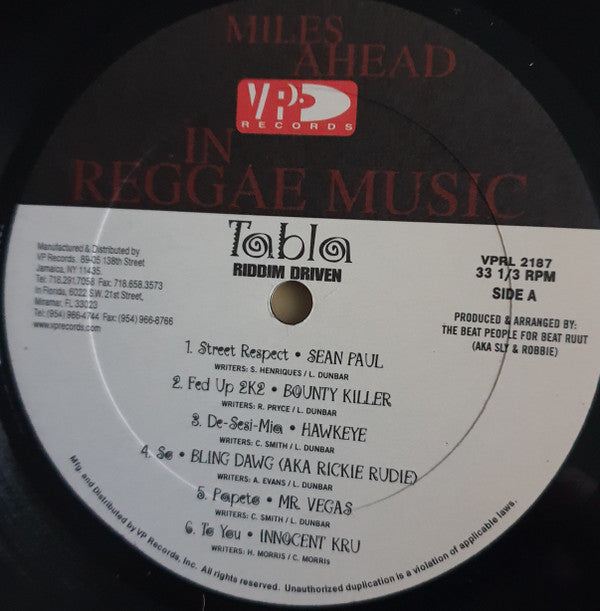 MILES
AHEAD
VP
RECORDS
IN
REGGAE MUSIC
Tabla
RIDDIM DRIVEN
Manufactured & Distributed by
VP Records. 89-05 138th Street
Jamaica, NY 11435.
Tel: 718.291.7058 Fax: 718.658.3573
In Florida, 6022 S.W. 21st Street,
Miramar, FL 33023
Tel: (954) 966-4744 Fax: (954) 966-8766
www.vprecords.com
VPRL 2187
33 1/3 RPM
SIDE A
PRODUCED & ARRANGED BY:
THE BEAT PEOPLE FOR BEAT RUUT
(AKA SLY & ROBBIE)
1. Street Respect • SEAN PAUL
WRITERS: S. HENRIQUES / L. DUNBAR
2. Fed Up 2K2 • BOUNTY KILLER
WRITERS: R. PRYCE / L. DUNBAR
3. De-Sesi-Mia • HAWKEYE
WRITERS: C. SMITH / L. DUNBAR
4. So • BLING DAWG (AKA RICKIE RUDIE)
WRITERS: A. EVANS / L. DUNBAR
5. Papeto • MR. VEGAS
WRITERS: C. SMITH / L. DUNBAR
6. To You • INNOCENT KRU
WRITERS: H. MORRIS / C. MORRIS
Mfg. and Distributed by VP Records, Inc. All rights reserved. Unauthorized duplication is a violation of applicable laws.